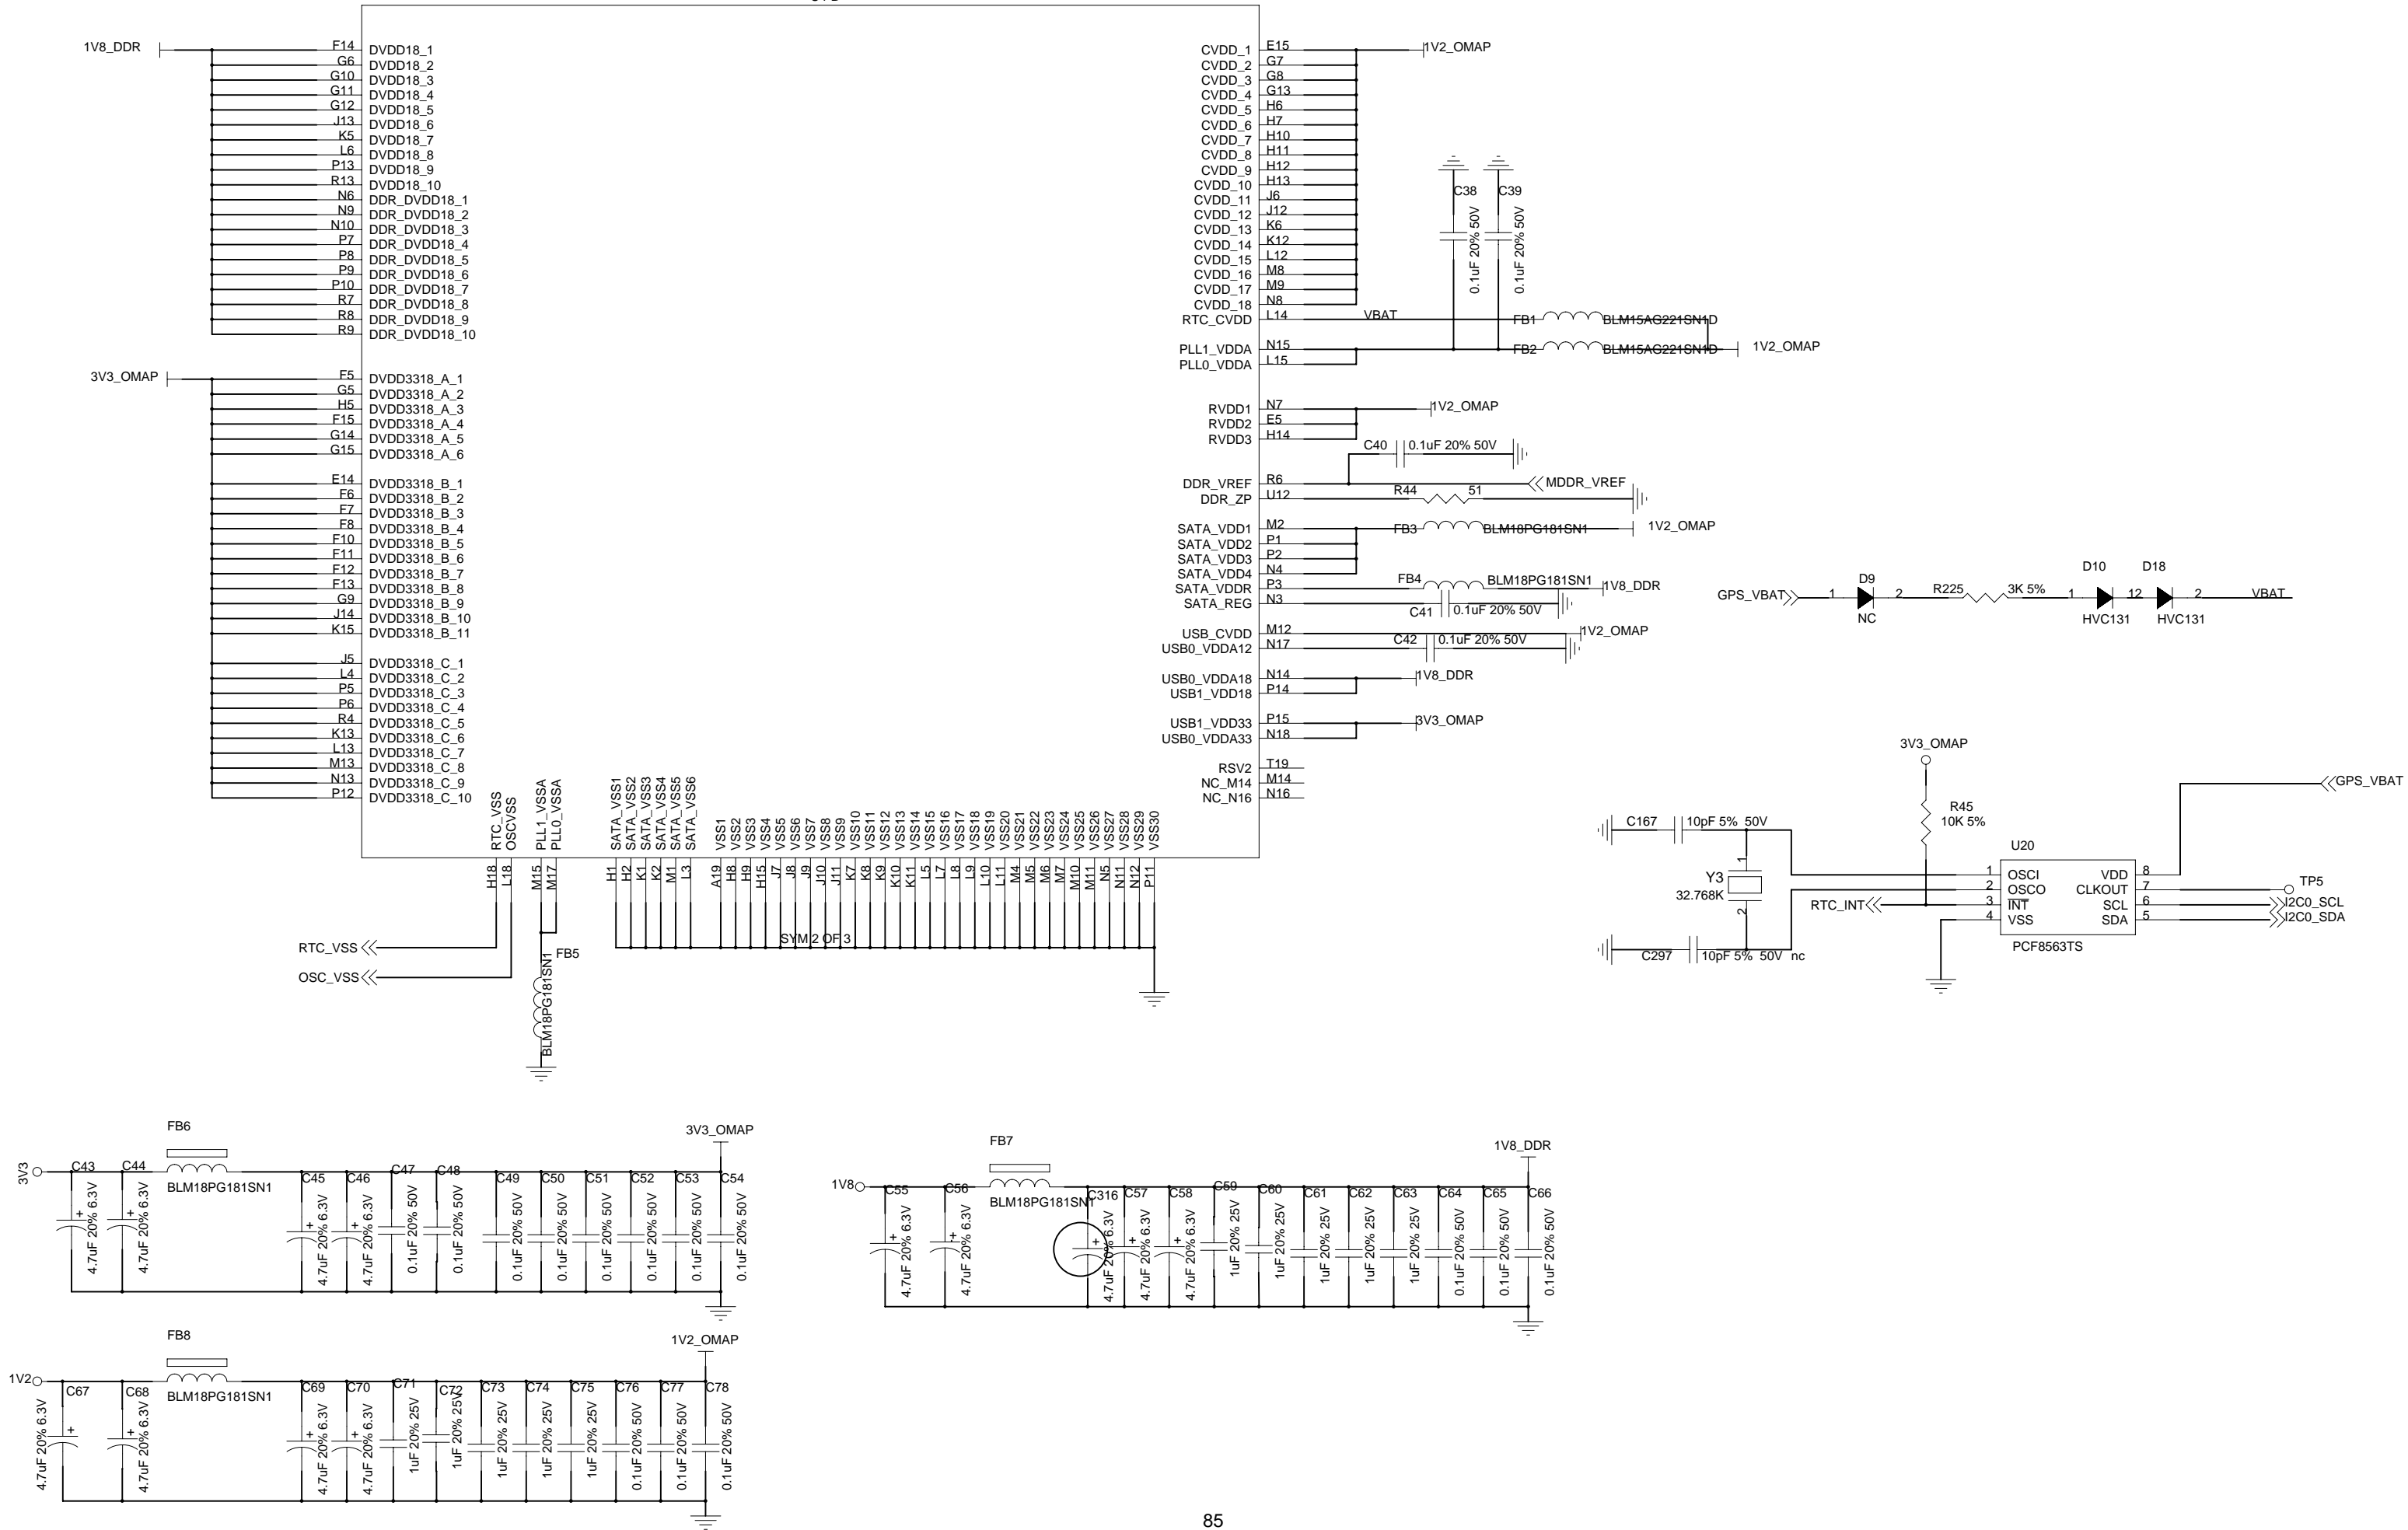 1V8_DDR
F14 DVDD18_1
G6 DVDD18_2
G10 DVDD18_3
G11 DVDD18_4
G12 DVDD18_5
J13 DVDD18_6
K5 DVDD18_7
L6 DVDD18_8
P13 DVDD18_9
R13 DVDD18_10
N6 DDR_DVDD18_1
N9 DDR_DVDD18_2
N10 DDR_DVDD18_3
P7 DDR_DVDD18_4
P8 DDR_DVDD18_5
P9 DDR_DVDD18_6
P10 DDR_DVDD18_7
R7 DDR_DVDD18_8
R8 DDR_DVDD18_9
R9 DDR_DVDD18_10
3V3_OMAP
F5 DVDD3318_A_1
G5 DVDD3318_A_2
H5 DVDD3318_A_3
F15 DVDD3318_A_4
G14 DVDD3318_A_5
G15 DVDD3318_A_6
E14 DVDD3318_B_1
F6 DVDD3318_B_2
F7 DVDD3318_B_3
F8 DVDD3318_B_4
F10 DVDD3318_B_5
F11 DVDD3318_B_6
F12 DVDD3318_B_7
F13 DVDD3318_B_8
G9 DVDD3318_B_9
J14 DVDD3318_B_10
K15 DVDD3318_B_11
J5 DVDD3318_C_1
L4 DVDD3318_C_2
P5 DVDD3318_C_3
P6 DVDD3318_C_4
R4 DVDD3318_C_5
K13 DVDD3318_C_6
L13 DVDD3318_C_7
M13 DVDD3318_C_8
N13 DVDD3318_C_9
P12 DVDD3318_C_10
CVDD_1 E15 1V2_OMAP
CVDD_2 G7
CVDD_3 G8
CVDD_4 G13
CVDD_5 H6
CVDD_6 H7
CVDD_7 H10
CVDD_8 H11
CVDD_9 H12
CVDD_10 H13
CVDD_11 J6
CVDD_12 J12
CVDD_13 K6
CVDD_14 K12
CVDD_15 L12
CVDD_16 M8
CVDD_17 M9
CVDD_18 N8
RTC_CVDD L14 VBAT FB1 BLM15AG221SN1D
PLL1_VDDA N15 FB2 BLM15AG221SN1D 1V2_OMAP
PLL0_VDDA L15
C38 0.1uF 20% 50V
C39 0.1uF 20% 50V
RVDD1 N7 1V2_OMAP
RVDD2 E5
RVDD3 H14
C40 0.1uF 20% 50V
DDR_VREF R6 MDDR_VREF
DDR_ZP U12 R44 51
SATA_VDD1 M2 FB3 BLM18PG181SN1 1V2_OMAP
SATA_VDD2 P1
SATA_VDD3 P2
SATA_VDD4 N4
SATA_VDDR P3 FB4 BLM18PG181SN1 1V8_DDR
SATA_REG N3 C41 0.1uF 20% 50V
USB_CVDD M12 1V2_OMAP
USB0_VDDA12 N17 C42 0.1uF 20% 50V
USB0_VDDA18 N14 1V8_DDR
USB1_VDD18 P14
USB1_VDD33 P15 3V3_OMAP
USB0_VDDA33 N18
RSV2 T19
NC_M14 M14
NC_N16 N16
RTC_VSS H18
OSCVSS L18
PLL1_VSSA M15
PLL0_VSSA M17
SATA_VSS1 H1
SATA_VSS2 H2
SATA_VSS3 K1
SATA_VSS4 K2
SATA_VSS5 M1
SATA_VSS6 L3
VSS1 A19
VSS2 H8
VSS3 H9
VSS4 H15
VSS5 J7
VSS6 J8
VSS7 J9
VSS8 J10
VSS9 J11
VSS10 K7
VSS11 K8
VSS12 K9
VSS13 K10
VSS14 K11
VSS15 L5
VSS16 L7
VSS17 L8
VSS18 L9
VSS19 L10
VSS20 L11
VSS21 M4
VSS22 M5
VSS23 M6
VSS24 M7
VSS25 M10
VSS26 M11
VSS27 N5
VSS28 N11
VSS29 N12
VSS30 P11
SYM 2 OF 3
RTC_VSS
OSC_VSS
FB5 BLM18PG181SN1
GPS_VBAT 1 D9 NC 2 R225 3K 5% 1 D10 HVC131 12 D18 HVC131 2 VBAT
3V3_OMAP
R45 10K 5%
GPS_VBAT
C167 10pF 5% 50V
1 Y3 32.768K 2
C297 10pF 5% 50V nc
U20
1 OSCI VDD 8
2 OSCO CLKOUT 7 TP5
RTC_INT 3 INT SCL 6 I2C0_SCL
4 VSS SDA 5 I2C0_SDA
PCF8563TS
3V3
FB6 BLM18PG181SN1
3V3_OMAP
C43 4.7uF 20% 6.3V
C44 4.7uF 20% 6.3V
C45 4.7uF 20% 6.3V
C46 4.7uF 20% 6.3V
C47 0.1uF 20% 50V
C48 0.1uF 20% 50V
C49 0.1uF 20% 50V
C50 0.1uF 20% 50V
C51 0.1uF 20% 50V
C52 0.1uF 20% 50V
C53 0.1uF 20% 50V
C54 0.1uF 20% 50V
1V8
FB7 BLM18PG181SN1
1V8_DDR
C55 4.7uF 20% 6.3V
C56 4.7uF 20% 6.3V
C316 4.7uF 20% 6.3V
C57 4.7uF 20% 6.3V
C58 4.7uF 20% 6.3V
C59 1uF 20% 25V
C60 1uF 20% 25V
C61 1uF 20% 25V
C62 1uF 20% 25V
C63 1uF 20% 25V
C64 0.1uF 20% 50V
C65 0.1uF 20% 50V
C66 0.1uF 20% 50V
1V2
FB8 BLM18PG181SN1
1V2_OMAP
C67 4.7uF 20% 6.3V
C68 4.7uF 20% 6.3V
C69 4.7uF 20% 6.3V
C70 4.7uF 20% 6.3V
C71 1uF 20% 25V
C72 1uF 20% 25V
C73 1uF 20% 25V
C74 1uF 20% 25V
C75 1uF 20% 25V
C76 0.1uF 20% 50V
C77 0.1uF 20% 50V
C78 0.1uF 20% 50V
85